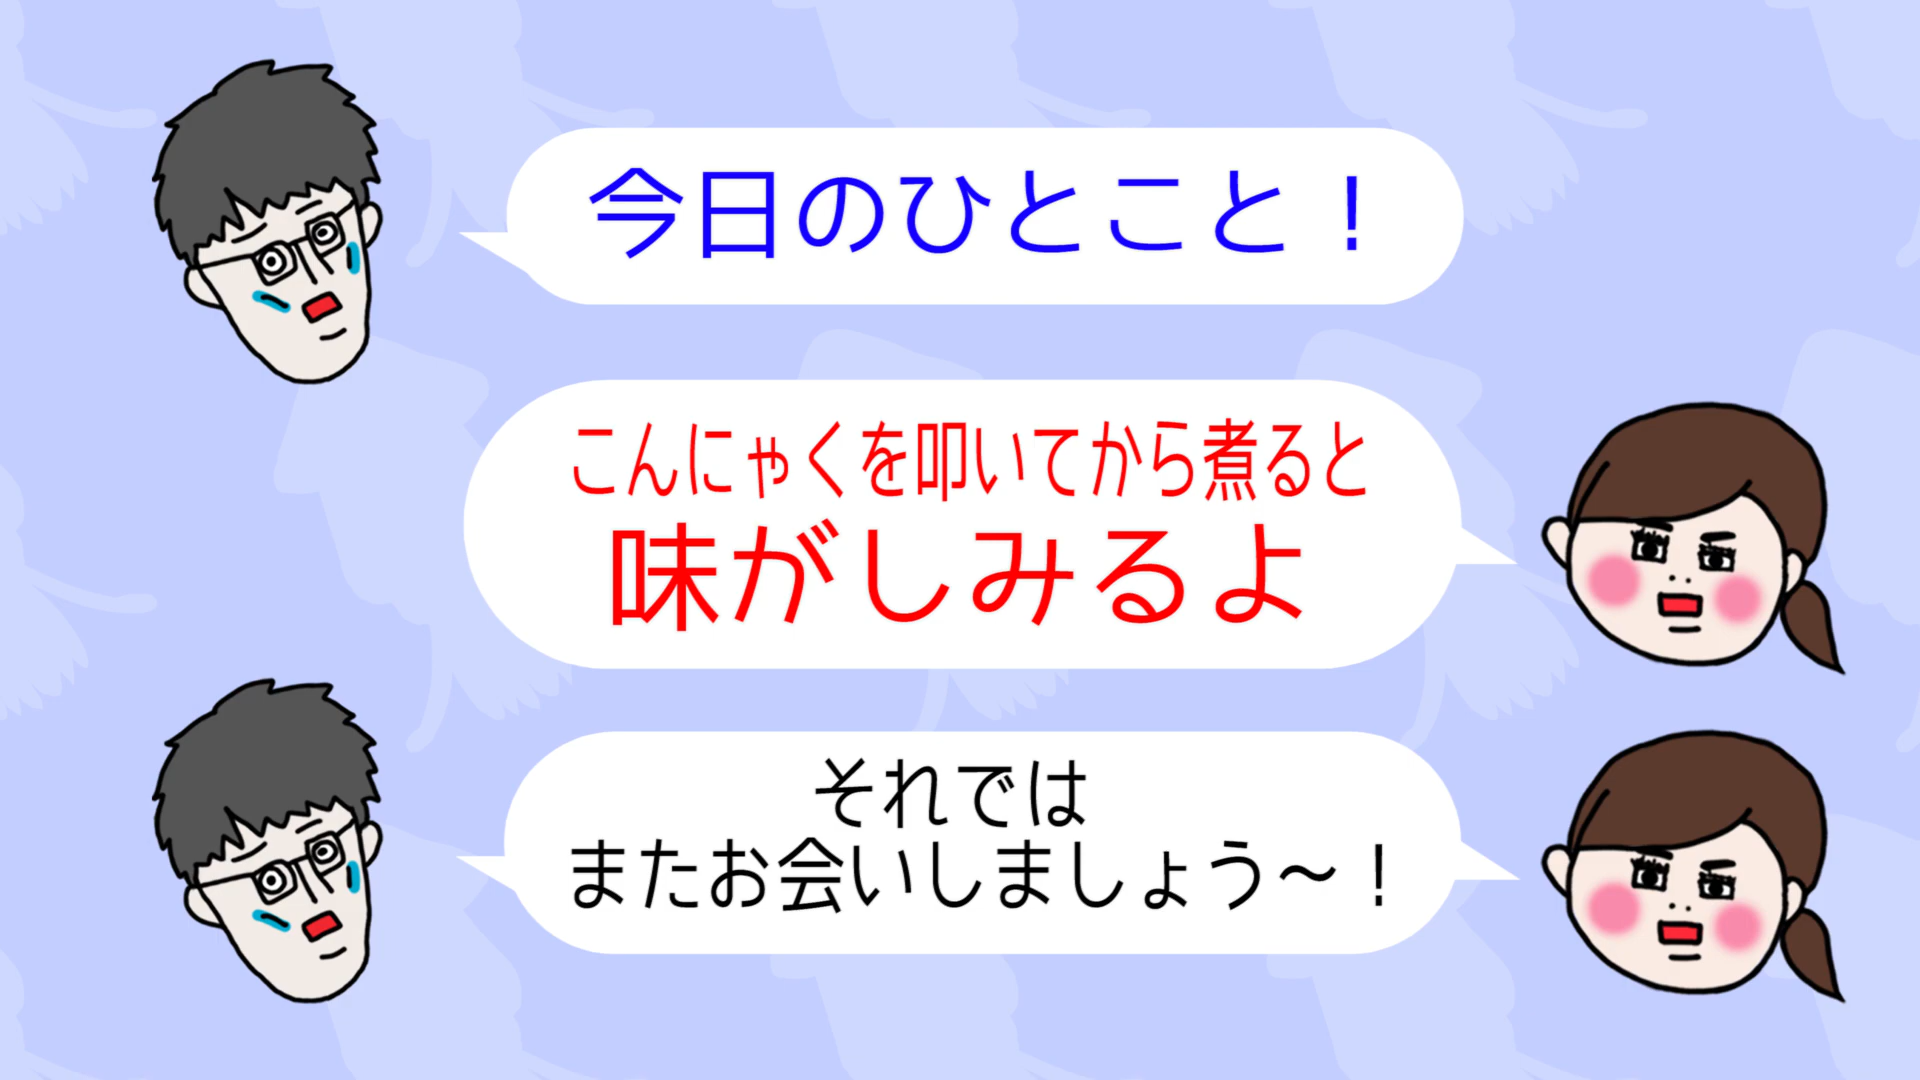 今日のひとこと！
こんにゃくを叩いてから煮ると
味がしみるよ
それでは
またお会いしましょう～！